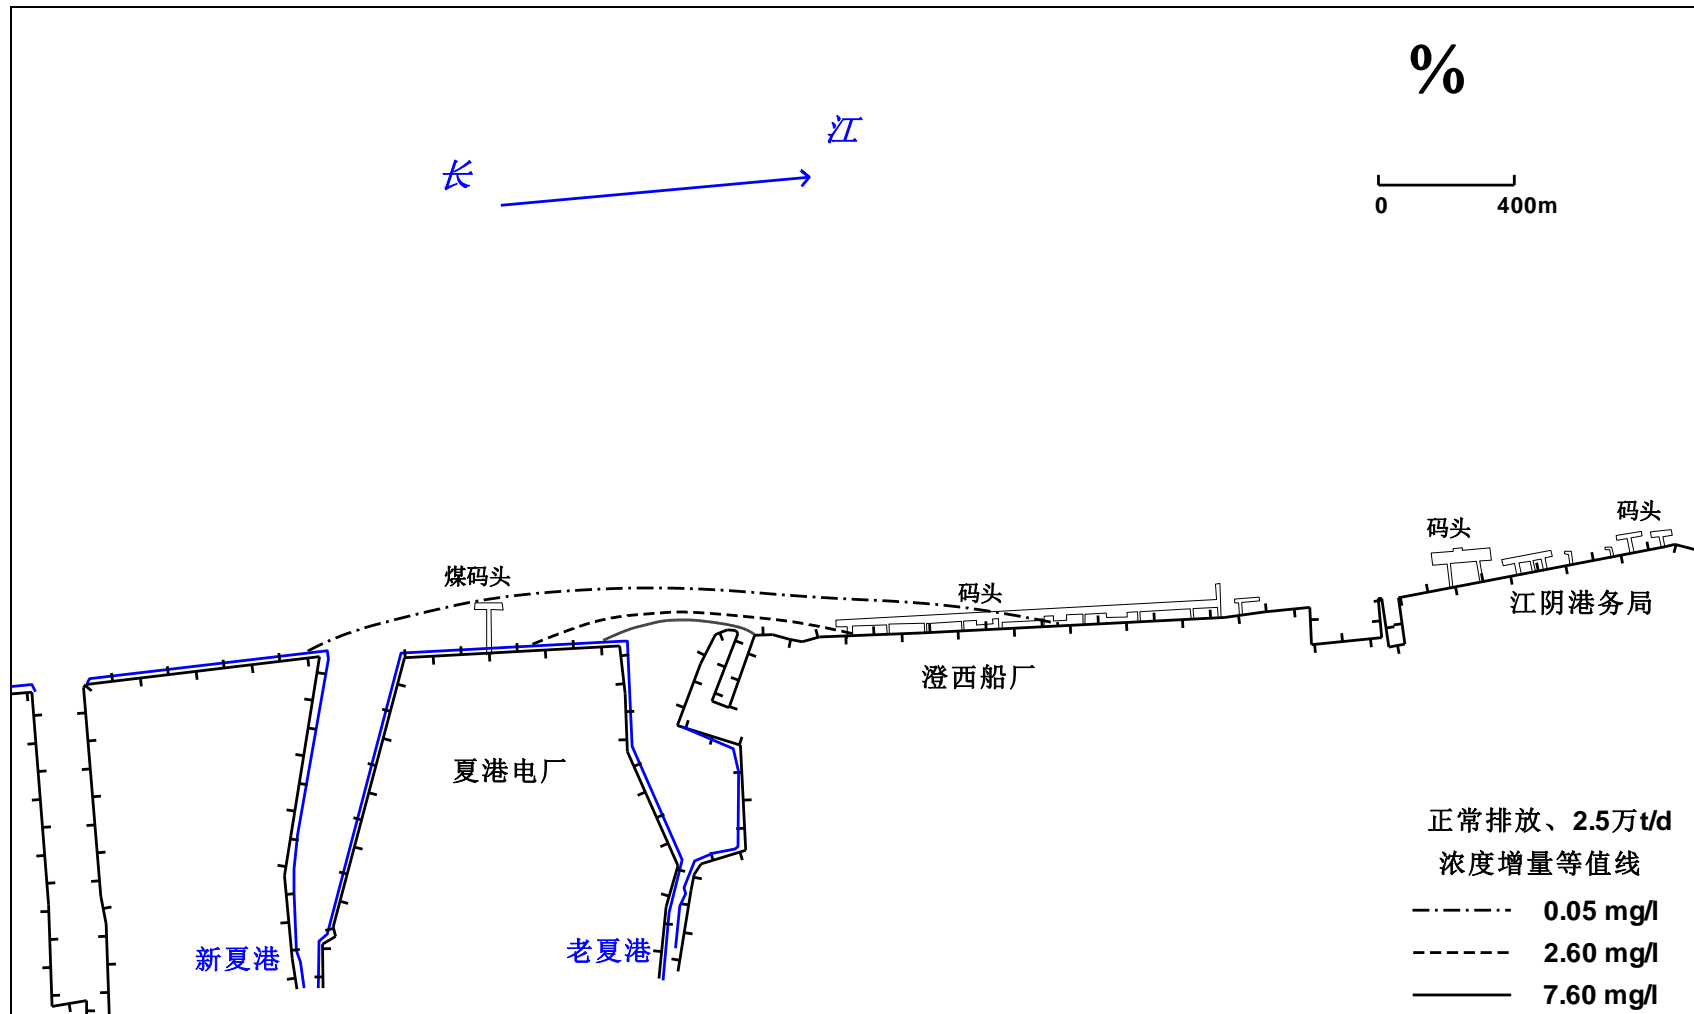 %
江
长
0 400m
码头
码头
煤码头
码头
江阴港务局
澄西船厂
夏港电厂
正常排放、2.5万t/d
浓度增量等值线
0.05 mg/l
新夏港
老夏港
2.60 mg/l
7.60 mg/l